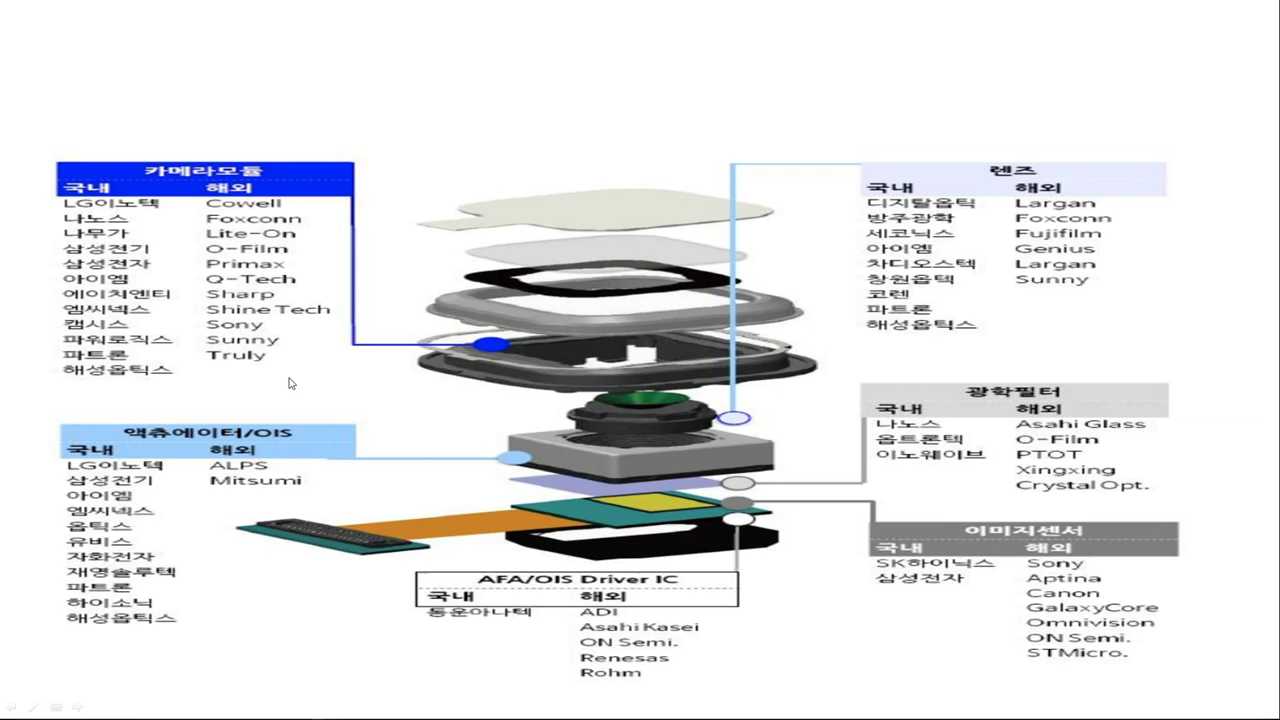 카메라모듈
국내 해외
LG이노텍 Cowell
나노스 Foxconn
나무가 Lite-On
삼성전기 O-Film
삼성전자 Primax
아이엠 Q-Tech
에이치엔티 Sharp
엠씨넥스 Shine Tech
캠시스 Sony
파워로직스 Sunny
파트론 Truly
해성옵틱스
액츄에이터/OIS
국내 해외
LG이노텍 ALPS
삼성전기 Mitsumi
아이엠
엠씨넥스
옵틱스
유비스
자화전자
재영솔루텍
파트론
하이소닉
해성옵틱스
AFA/OIS Driver IC
국내 해외
동운아나텍 ADI
Asahi Kasei
ON Semi.
Renesas
Rohm
렌즈
국내 해외
디지탈옵틱 Largan
방주광학 Foxconn
세코닉스 Fujifilm
아이엠 Genius
차디오스텍 Largan
창원옵텍 Sunny
코렌
파트론
해성옵틱스
광학필터
국내 해외
나노스 Asahi Glass
옵트론텍 O-Film
이노웨이브 PTOT
Xingxing
Crystal Opt.
이미지센서
국내 해외
SK하이닉스 Sony
삼성전자 Aptina
Canon
GalaxyCore
Omnivision
ON Semi.
STMicro.